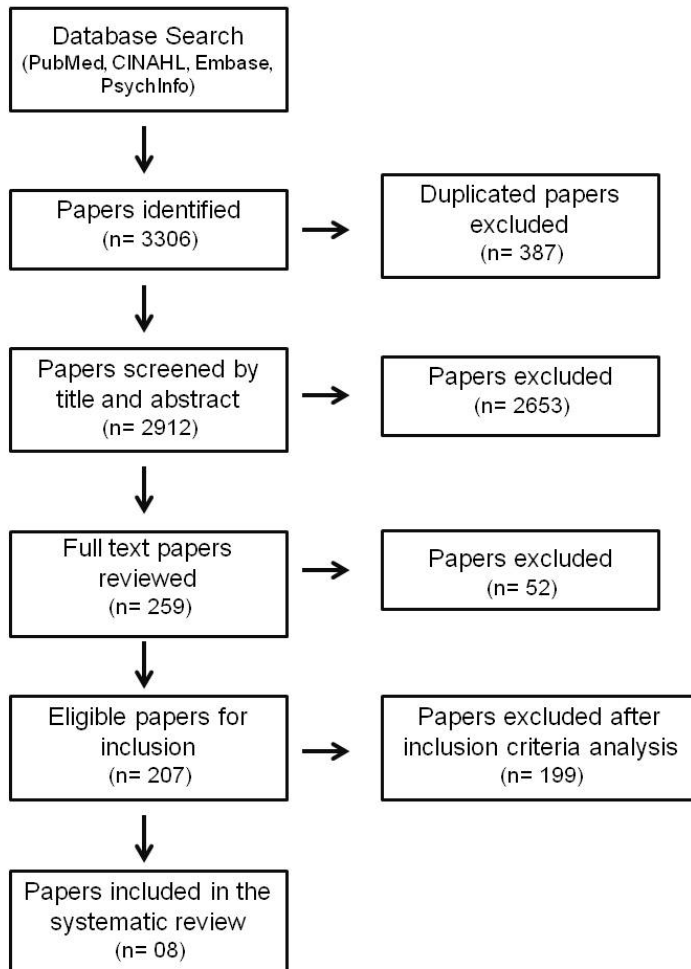 Database Search
(PubMed, CINAHL, Embase,
PsychInfo)
Papers identified
(n= 3306)
Duplicated papers
excluded
(n= 387)
Papers screened by
title and abstract
(n= 2912)
Papers excluded
(n= 2653)
Full text papers
reviewed
(n= 259)
Papers excluded
(n= 52)
Eligible papers for
inclusion
(n= 207)
Papers excluded after
inclusion criteria analysis
(n= 199)
Papers included in the
systematic review
(n= 08)